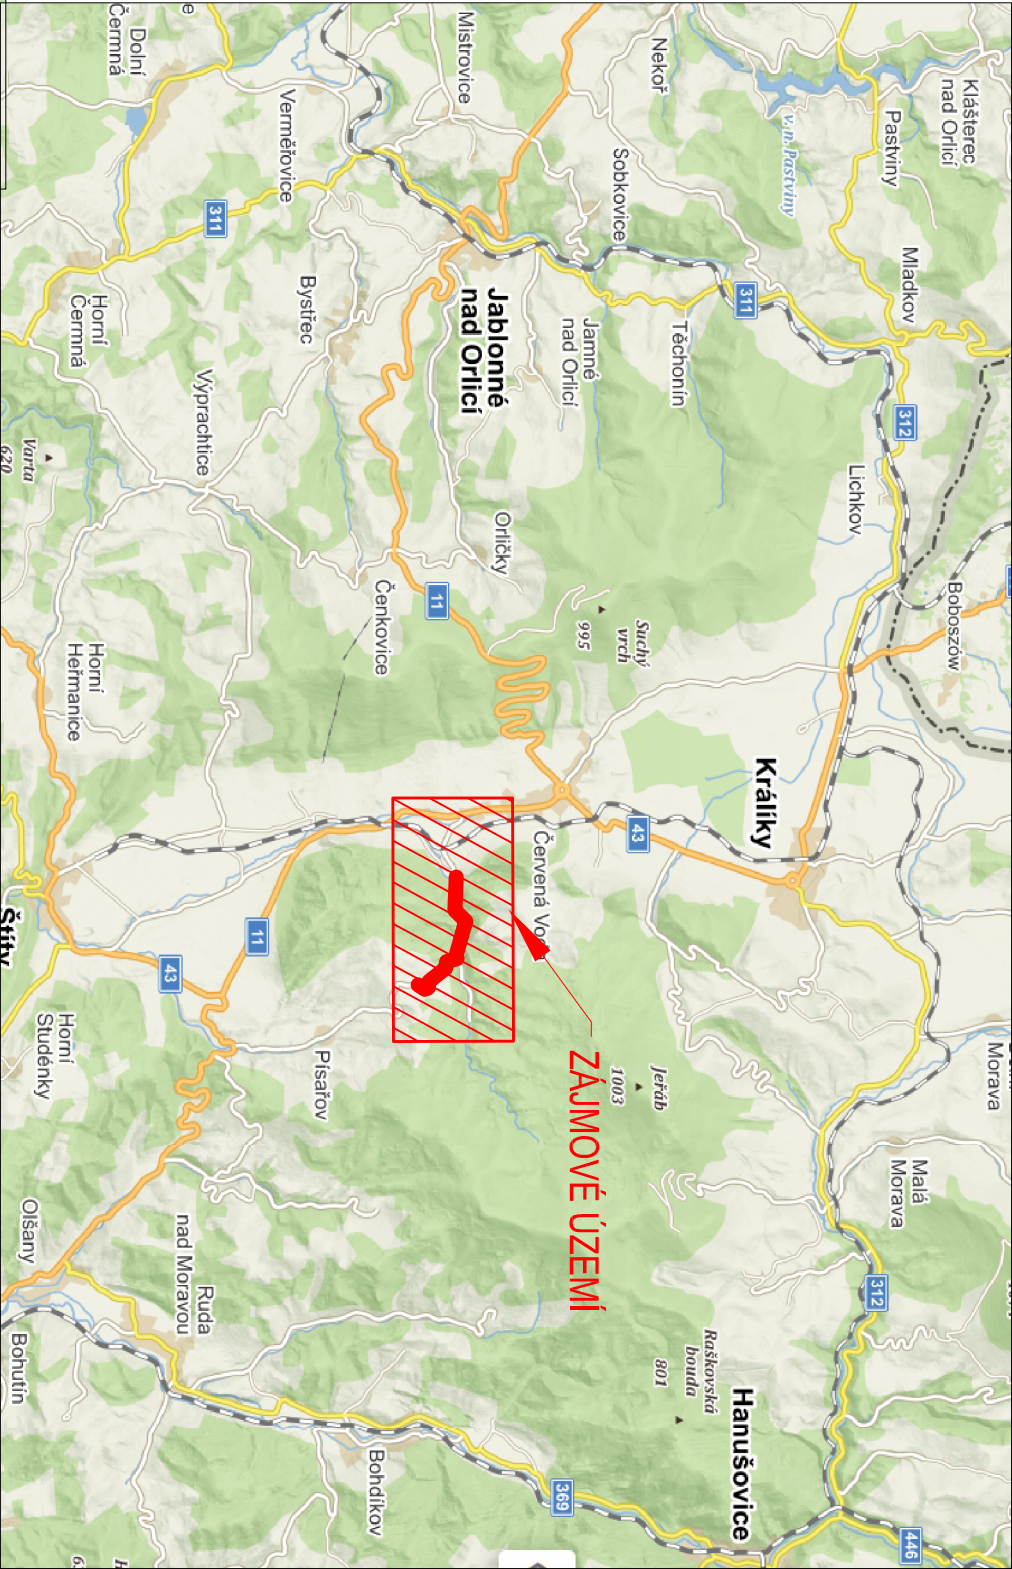 Klášterec
nad Orlicí
Pastviny
v. n. Pastviny
Nekoř
Mistrovice
Dolní
Čermná
Verměřovice
Sobkovice
Mladkov
311
311
Bystřec
Horní
Čermná
Jablonné
nad Orlicí
Jamné
nad Orlicí
Těchonín
312
Lichkov
Výprachtice
Varta
620
Orličky
Boboszów
11
Čenkovice
Suchý
vrch
995
Horní
Heřmanice
Králíky
43
Červená
11
43
Štíty
Horní
Studénky
Písařov
ZÁJMOVÉ ÚZEMÍ
Jeřáb
1003
Morava
Malá
Morava
312
Olšany
Ruda
nad Moravou
Bohutín
Raškovská
bouda
801
Hanušovice
Bohdíkov
369
446